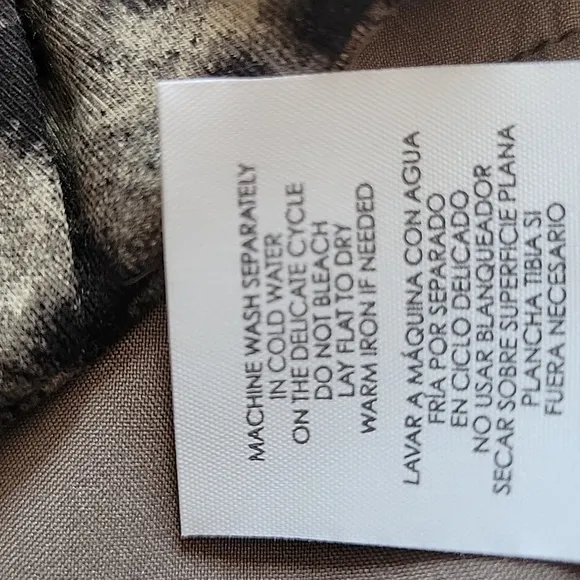 MACHINE WASH SEPARATELY
IN COLD WATER
ON THE DELICATE CYCLE
DO NOT BLEACH
LAY FLAT TO DRY
WARM IRON IF NEEDED
LAVAR A MÁQUINA CON AGUA
FRÍA POR SEPARADO
EN CICLO DELICADO
NO USAR BLANQUEADOR
SECAR SOBRE SUPERFICIE PLANA
PLANCHA TIBIA SI
FUERA NECESARIO